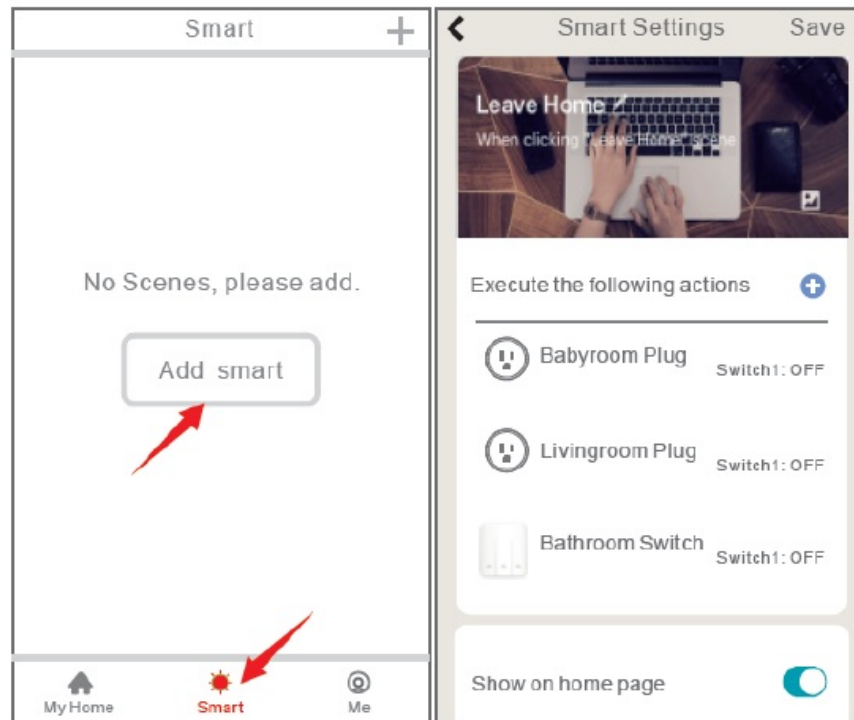 Smart
No Scenes, please add.
Add smart
My Home
Smart
Me
Smart Settings
Save
Leave Home
When clicking "Leave Home" scene
Execute the following actions
Babyroom Plug
Switch1: OFF
Livingroom Plug
Switch1: OFF
Bathroom Switch
Switch1: OFF
Show on home page